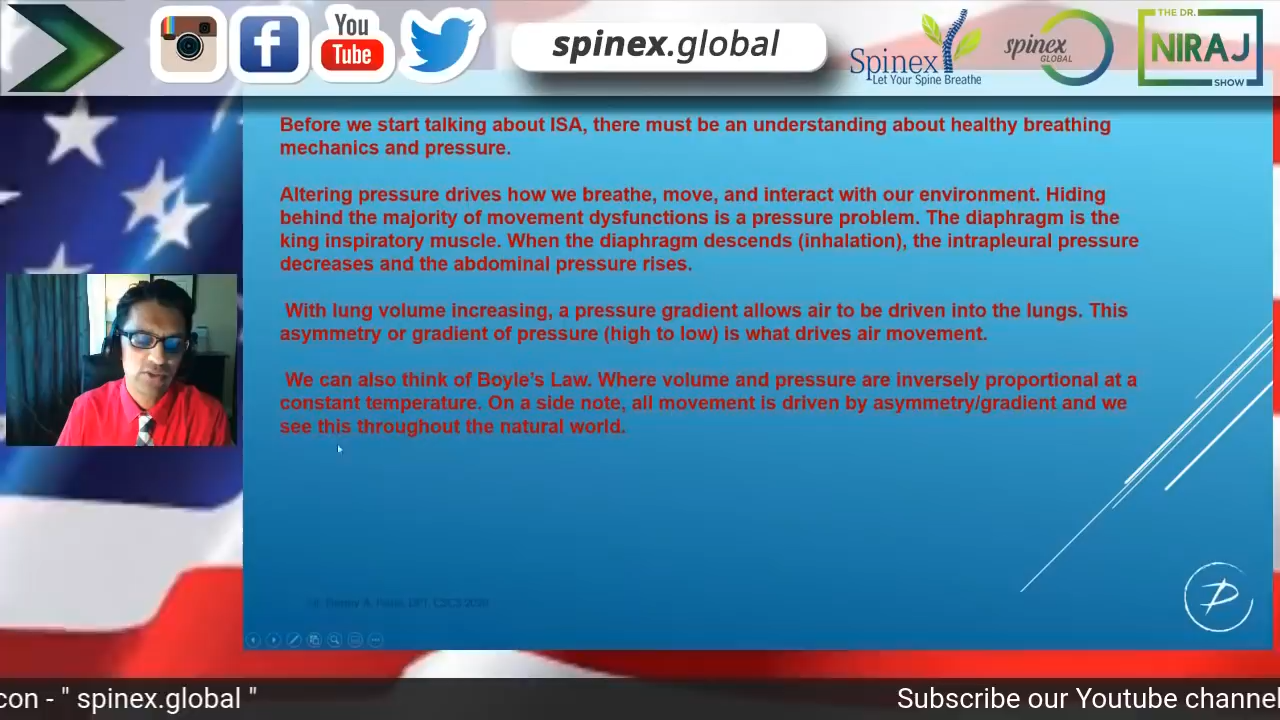 You
Tube
spinex.global
Spinex
Let Your Spine Breathe
spinex
GLOBAL
THE DR.
NIRAJ
SHOW
Before we start talking about ISA, there must be an understanding about healthy breathing
mechanics and pressure.
Altering pressure drives how we breathe, move, and interact with our environment. Hiding
behind the majority of movement dysfunctions is a pressure problem. The diaphragm is the
king inspiratory muscle. When the diaphragm descends (inhalation), the intrapleural pressure
decreases and the abdominal pressure rises.
With lung volume increasing, a pressure gradient allows air to be driven into the lungs. This
asymmetry or gradient of pressure (high to low) is what drives air movement.
We can also think of Boyle's Law. Where volume and pressure are inversely proportional at a
constant temperature. On a side note, all movement is driven by asymmetry/gradient and we
see this throughout the natural world.
con - " spinex.global "
Subscribe our Youtube channel